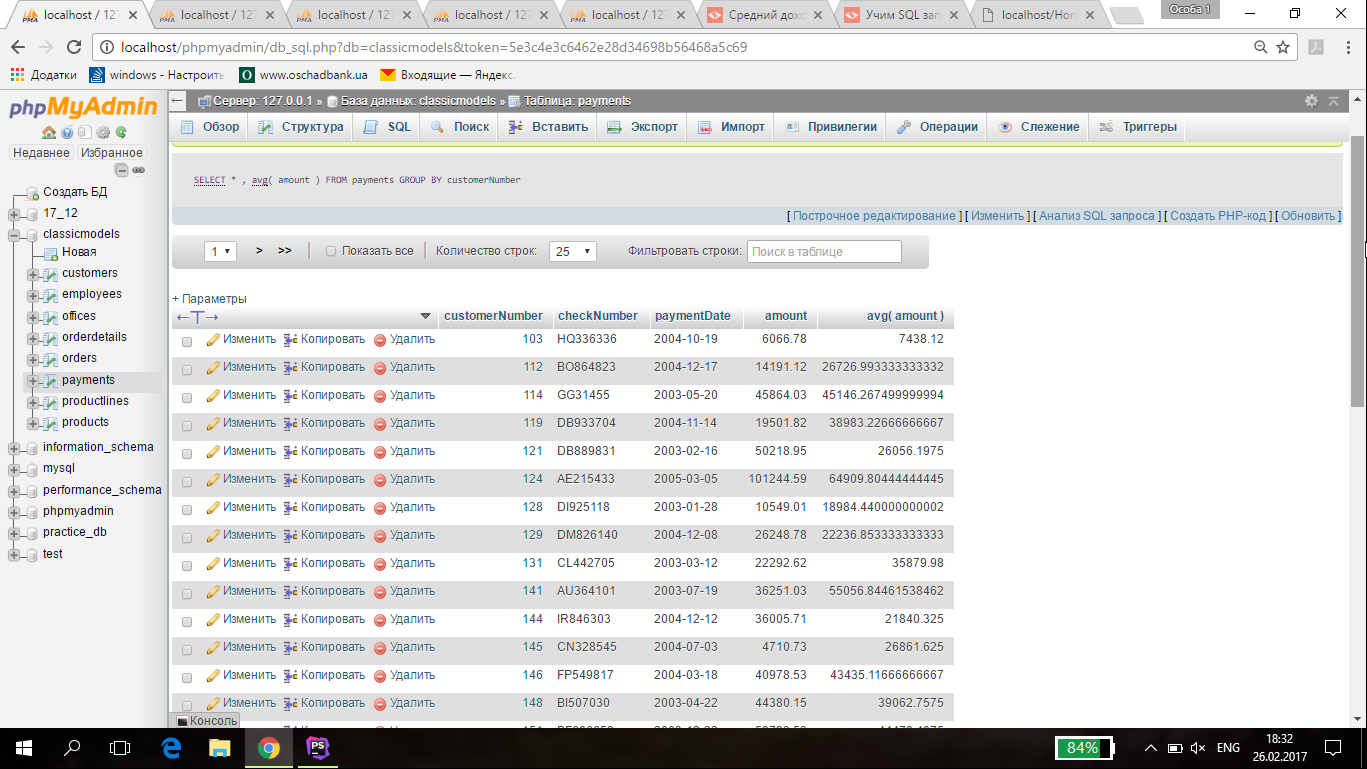 localhost / 127 localhost / 127 localhost / 127 localhost / 127 localhost / 127 Средний дохо Учим SQL зап localhost/Hom Особа 1
localhost/phpmyadmin/db_sql.php?db=classicmodels&token=5e3c4e3c6462e28d34698b56468a5c69
Додатки windows - Настроить www.oschadbank.ua Входящие — Яндекс.
phpMyAdmin
Недавнее Избранное
Создать БД
17_12
classicmodels
Новая
customers
employees
offices
orderdetails
orders
payments
productlines
products
information_schema
mysql
performance_schema
phpmyadmin
practice_db
test
Сервер: 127.0.0.1 » База данных: classicmodels » Таблица: payments
Обзор Структура SQL Поиск Вставить Экспорт Импорт Привилегии Операции Слежение Триггеры
SELECT * , avg( amount ) FROM payments GROUP BY customerNumber
[ Построчное редактирование ] [ Изменить ] [ Анализ SQL запроса ] [ Создать PHP-код ] [ Обновить ]
1 > >> Показать все Количество строк: 25 Фильтровать строки: Поиск в таблице
+ Параметры
←T→ customerNumber checkNumber paymentDate amount avg( amount )
Изменить Копировать Удалить 103 HQ336336 2004-10-19 6066.78 7438.12
Изменить Копировать Удалить 112 BO864823 2004-12-17 14191.12 26726.993333333332
Изменить Копировать Удалить 114 GG31455 2003-05-20 45864.03 45146.267499999994
Изменить Копировать Удалить 119 DB933704 2004-11-14 19501.82 38983.22666666667
Изменить Копировать Удалить 121 DB889831 2003-02-16 50218.95 26056.1975
Изменить Копировать Удалить 124 AE215433 2005-03-05 101244.59 64909.80444444445
Изменить Копировать Удалить 128 DI925118 2003-01-28 10549.01 18984.440000000002
Изменить Копировать Удалить 129 DM826140 2004-12-08 26248.78 22236.853333333333
Изменить Копировать Удалить 131 CL442705 2003-03-12 22292.62 35879.98
Изменить Копировать Удалить 141 AU364101 2003-07-19 36251.03 55056.84461538462
Изменить Копировать Удалить 144 IR846303 2004-12-12 36005.71 21840.325
Изменить Копировать Удалить 145 CN328545 2004-07-03 4710.73 26861.625
Изменить Копировать Удалить 146 FP549817 2004-03-18 40978.53 43435.11666666667
Изменить Копировать Удалить 148 BI507030 2003-04-22 44380.15 39062.7575
Консоль
84% ENG 18:32
26.02.2017